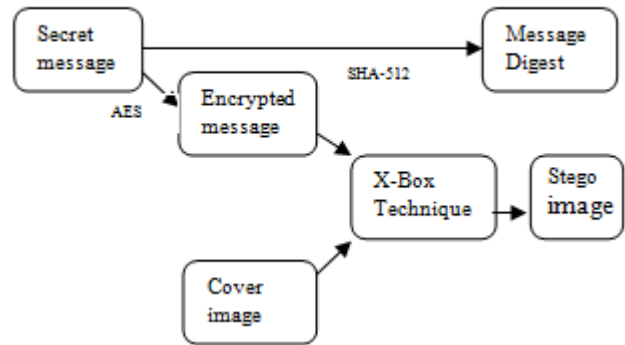 Secret
message
Message
Digest
SHA-512
AES
Encrypted
message
X-Box
Technique
Stego
image
Cover
image